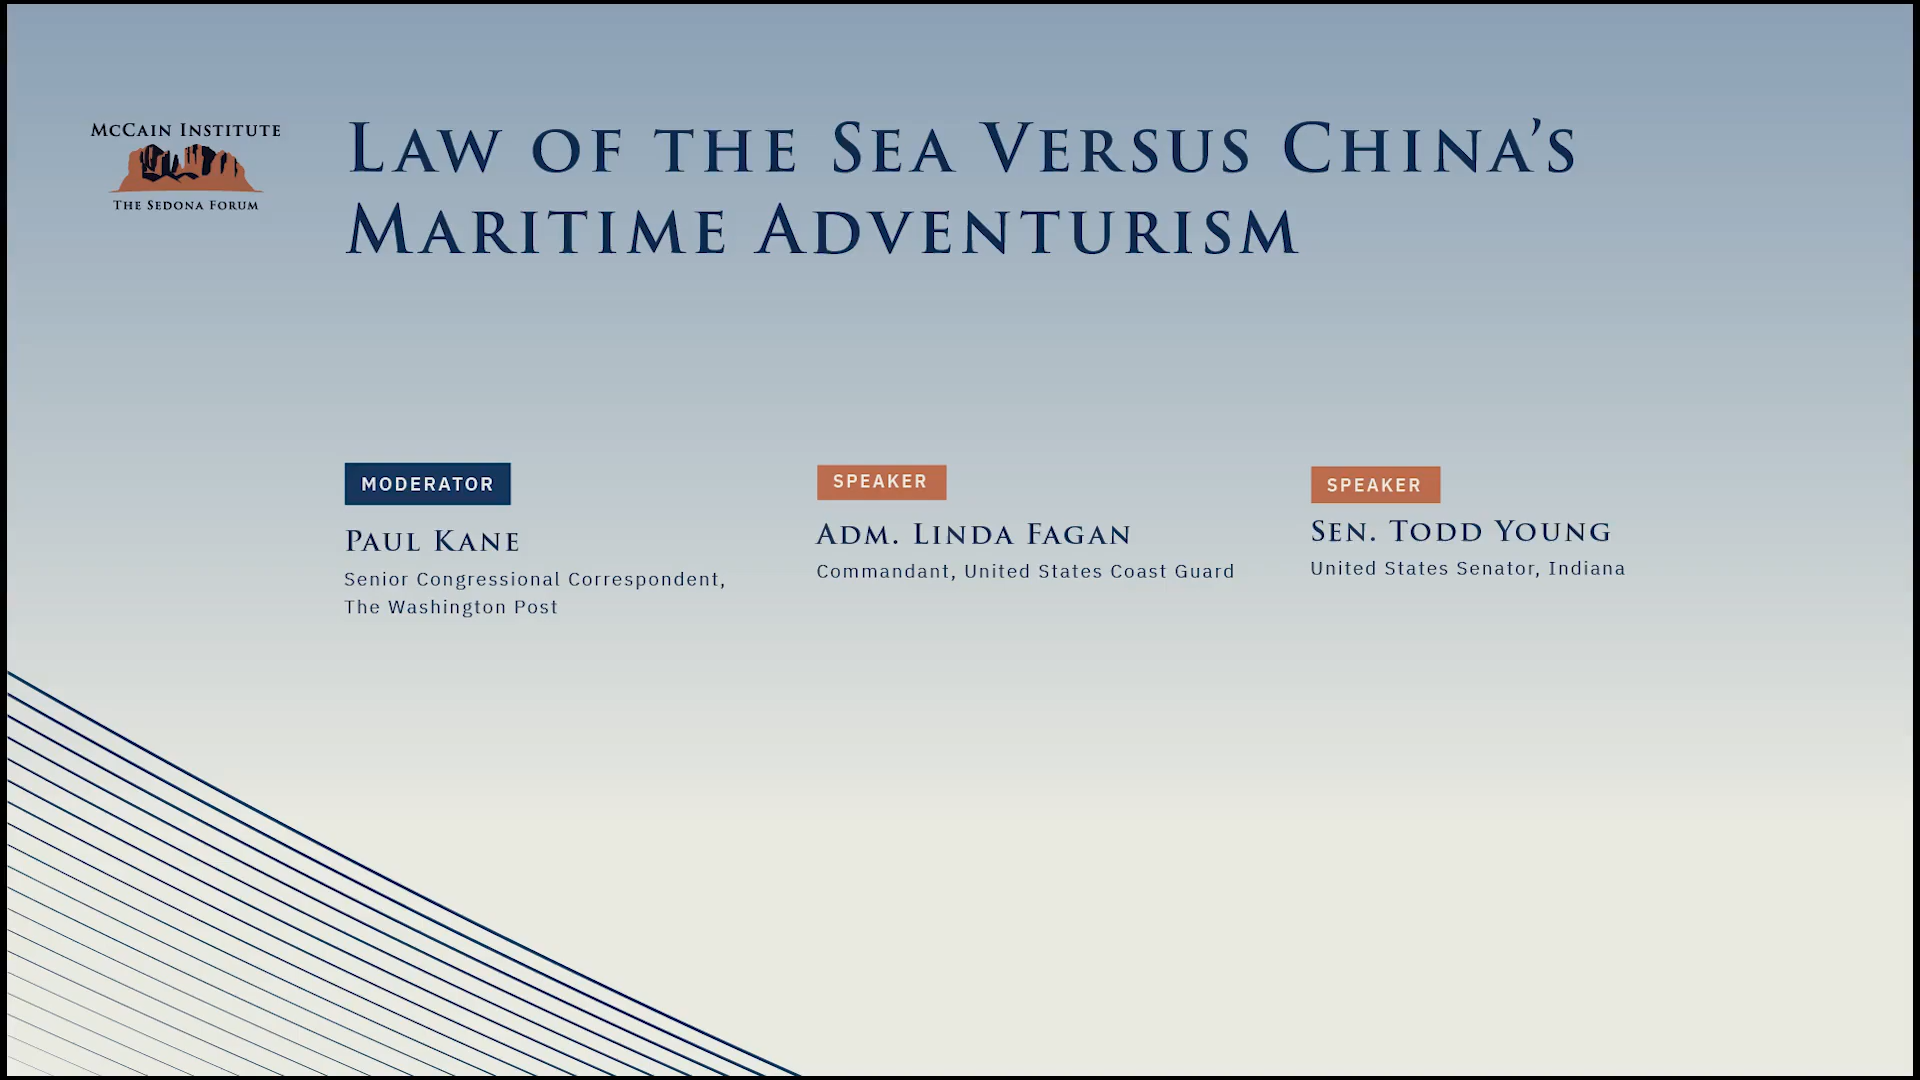 McCain Institute
The Sedona Forum
Law of the Sea Versus China’s
Maritime Adventurism
MODERATOR
Paul Kane
Senior Congressional Correspondent,
The Washington Post
SPEAKER
Adm. Linda Fagan
Commandant, United States Coast Guard
SPEAKER
Sen. Todd Young
United States Senator, Indiana